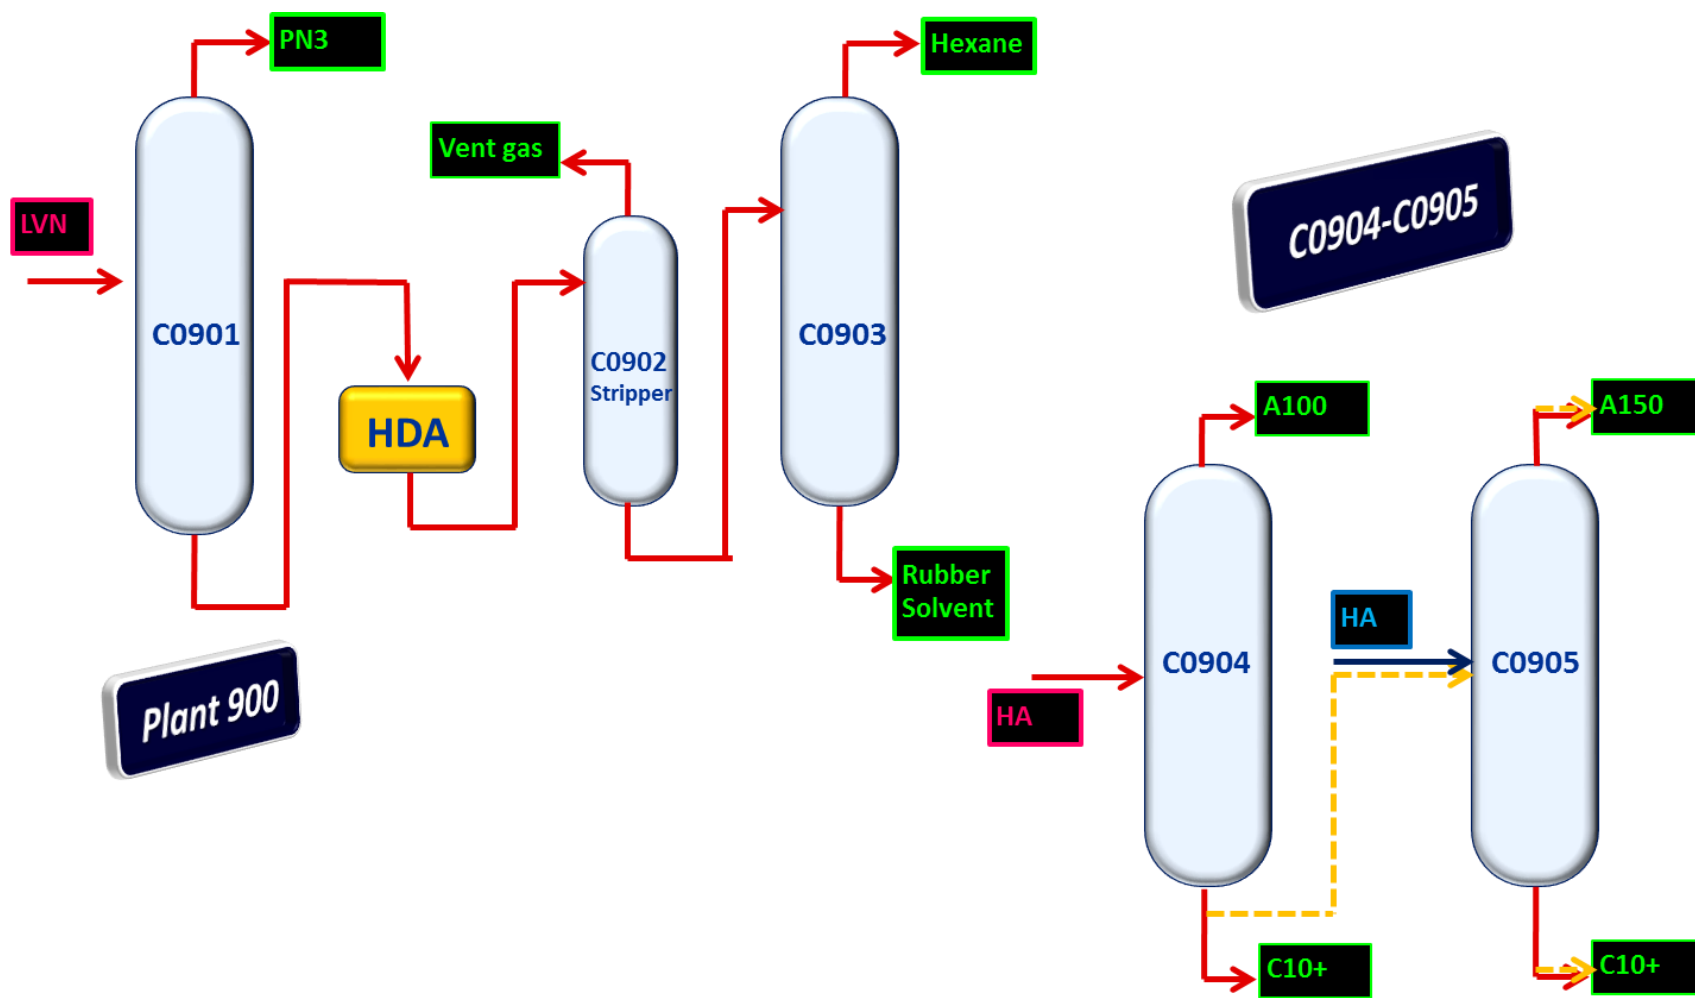 PN3
Hexane
Vent gas
LVN
C0904-C0905
C0901
C0903
C0902
Stripper
HDA
A100
A150
Rubber
Solvent
HA
C0904
C0905
HA
Plant 900
C10+
C10+